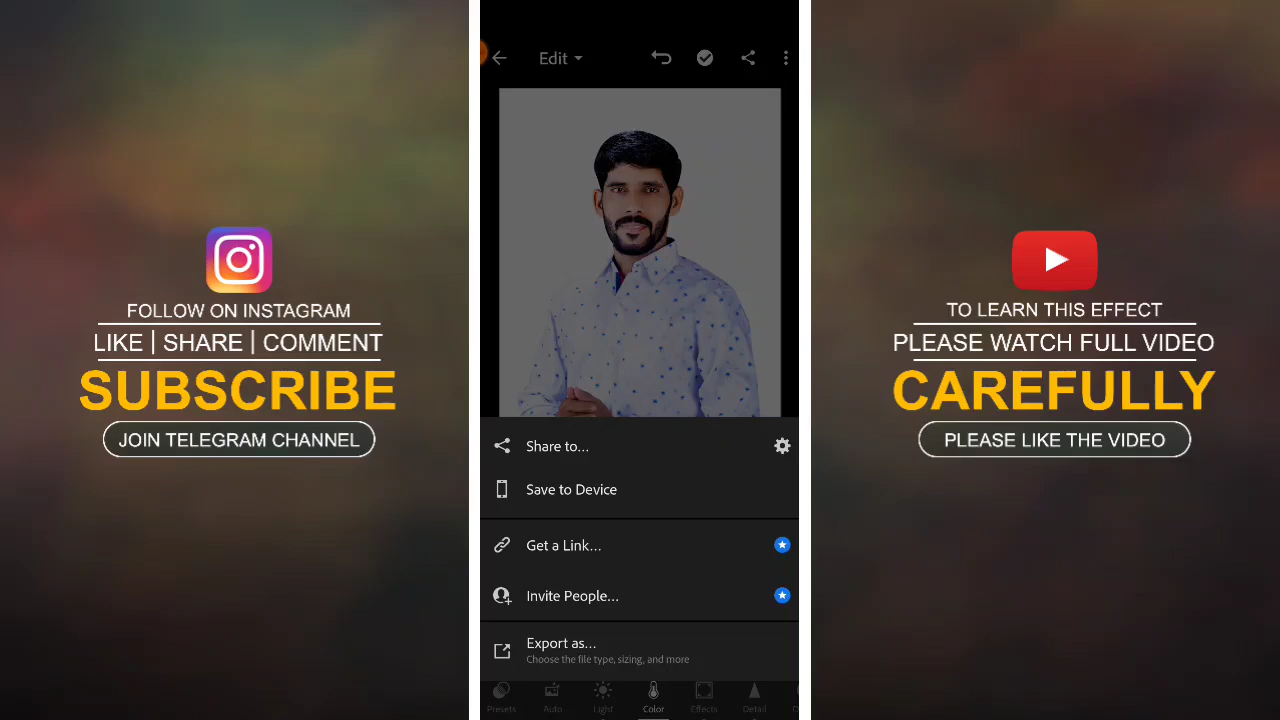 FOLLOW ON INSTAGRAM
LIKE | SHARE | COMMENT
SUBSCRIBE
JOIN TELEGRAM CHANNEL
Edit
Share to...
Save to Device
Get a Link...
Invite People...
Export as...
Choose the file type, sizing, and more
Presets
Auto
Light
Color
Effects
Detail
TO LEARN THIS EFFECT
PLEASE WATCH FULL VIDEO
CAREFULLY
PLEASE LIKE THE VIDEO